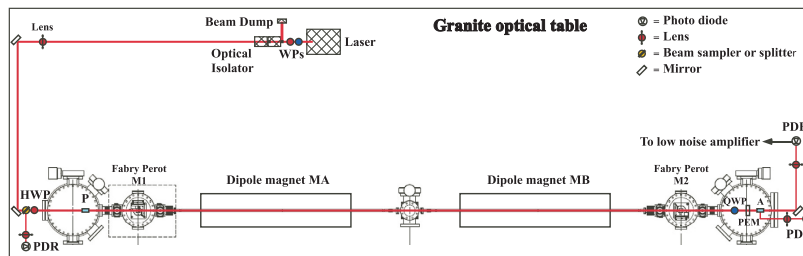 Beam Dump
Granite optical table
= Photo diode
Lens
Optical
Isolator
WPs
Laser
= Lens
= Beam sampler or splitter
= Mirror
To low noise amplifier
HWP
P
Fabry Perot
M1
Dipole magnet MA
Dipole magnet MB
Fabry Perot
M2
QWP
A
PEM
PDR